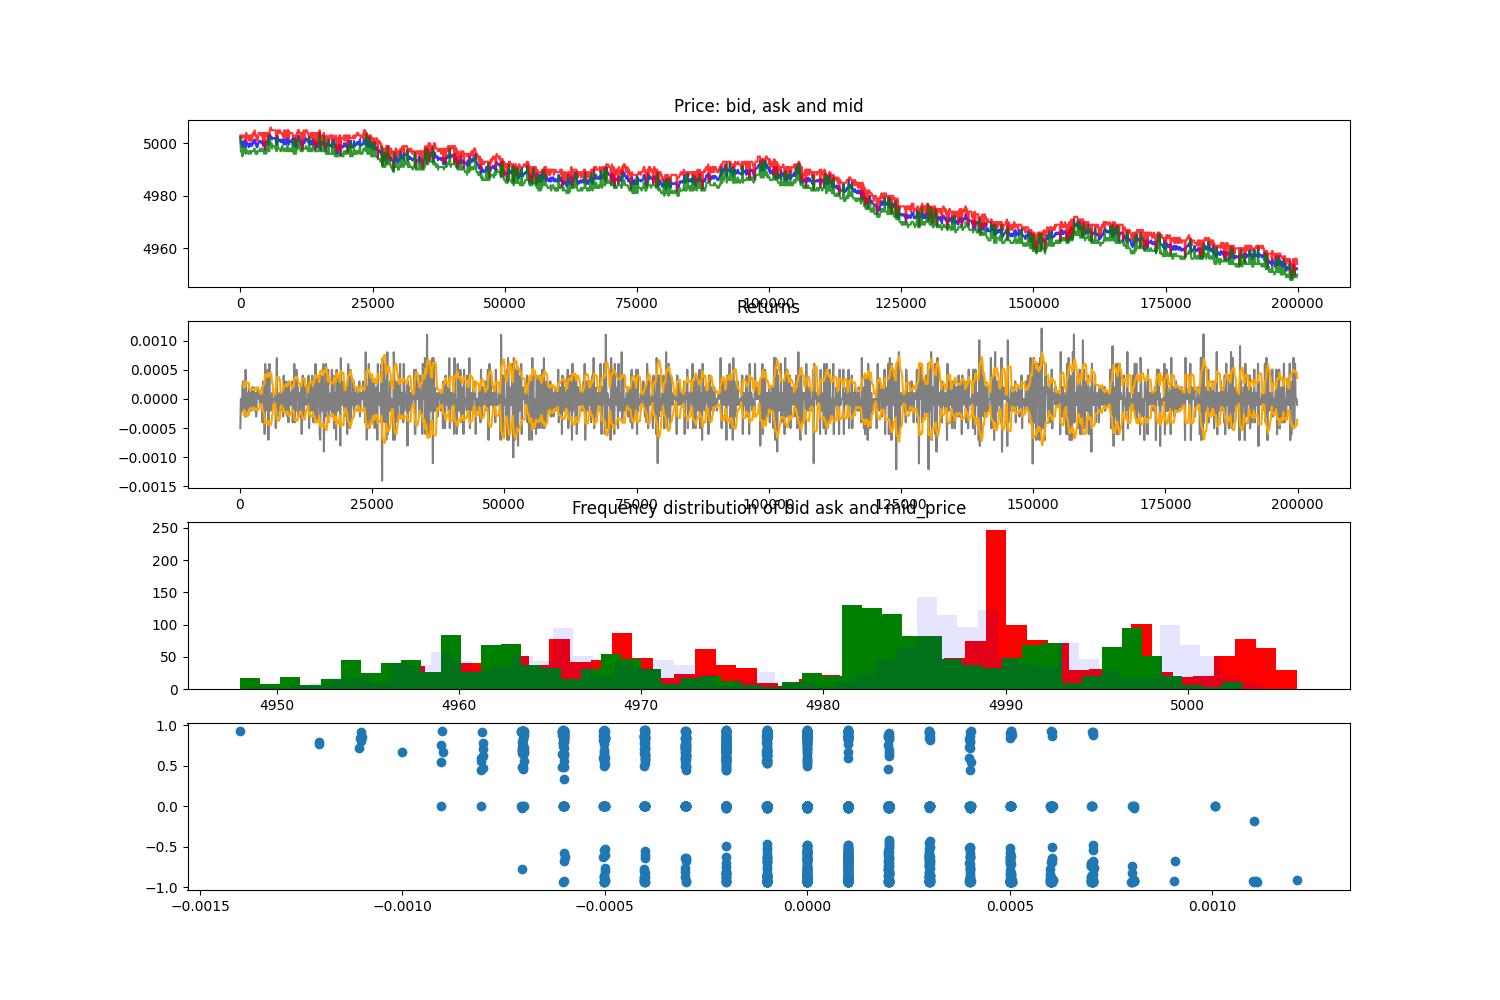 Price: bid, ask and mid
5000
4980
4960
0 25000 50000 75000 100000 125000 150000 175000 200000
Returns
0.0010
0.0005
0.0000
−0.0005
−0.0010
−0.0015
0 25000 50000 75000 100000 125000 150000 175000 200000
Frequency distribution of bid ask and mid_price
250
200
150
100
50
0
4950 4960 4970 4980 4990 5000
1.0
0.5
0.0
−0.5
−1.0
−0.0015 −0.0010 −0.0005 0.0000 0.0005 0.0010